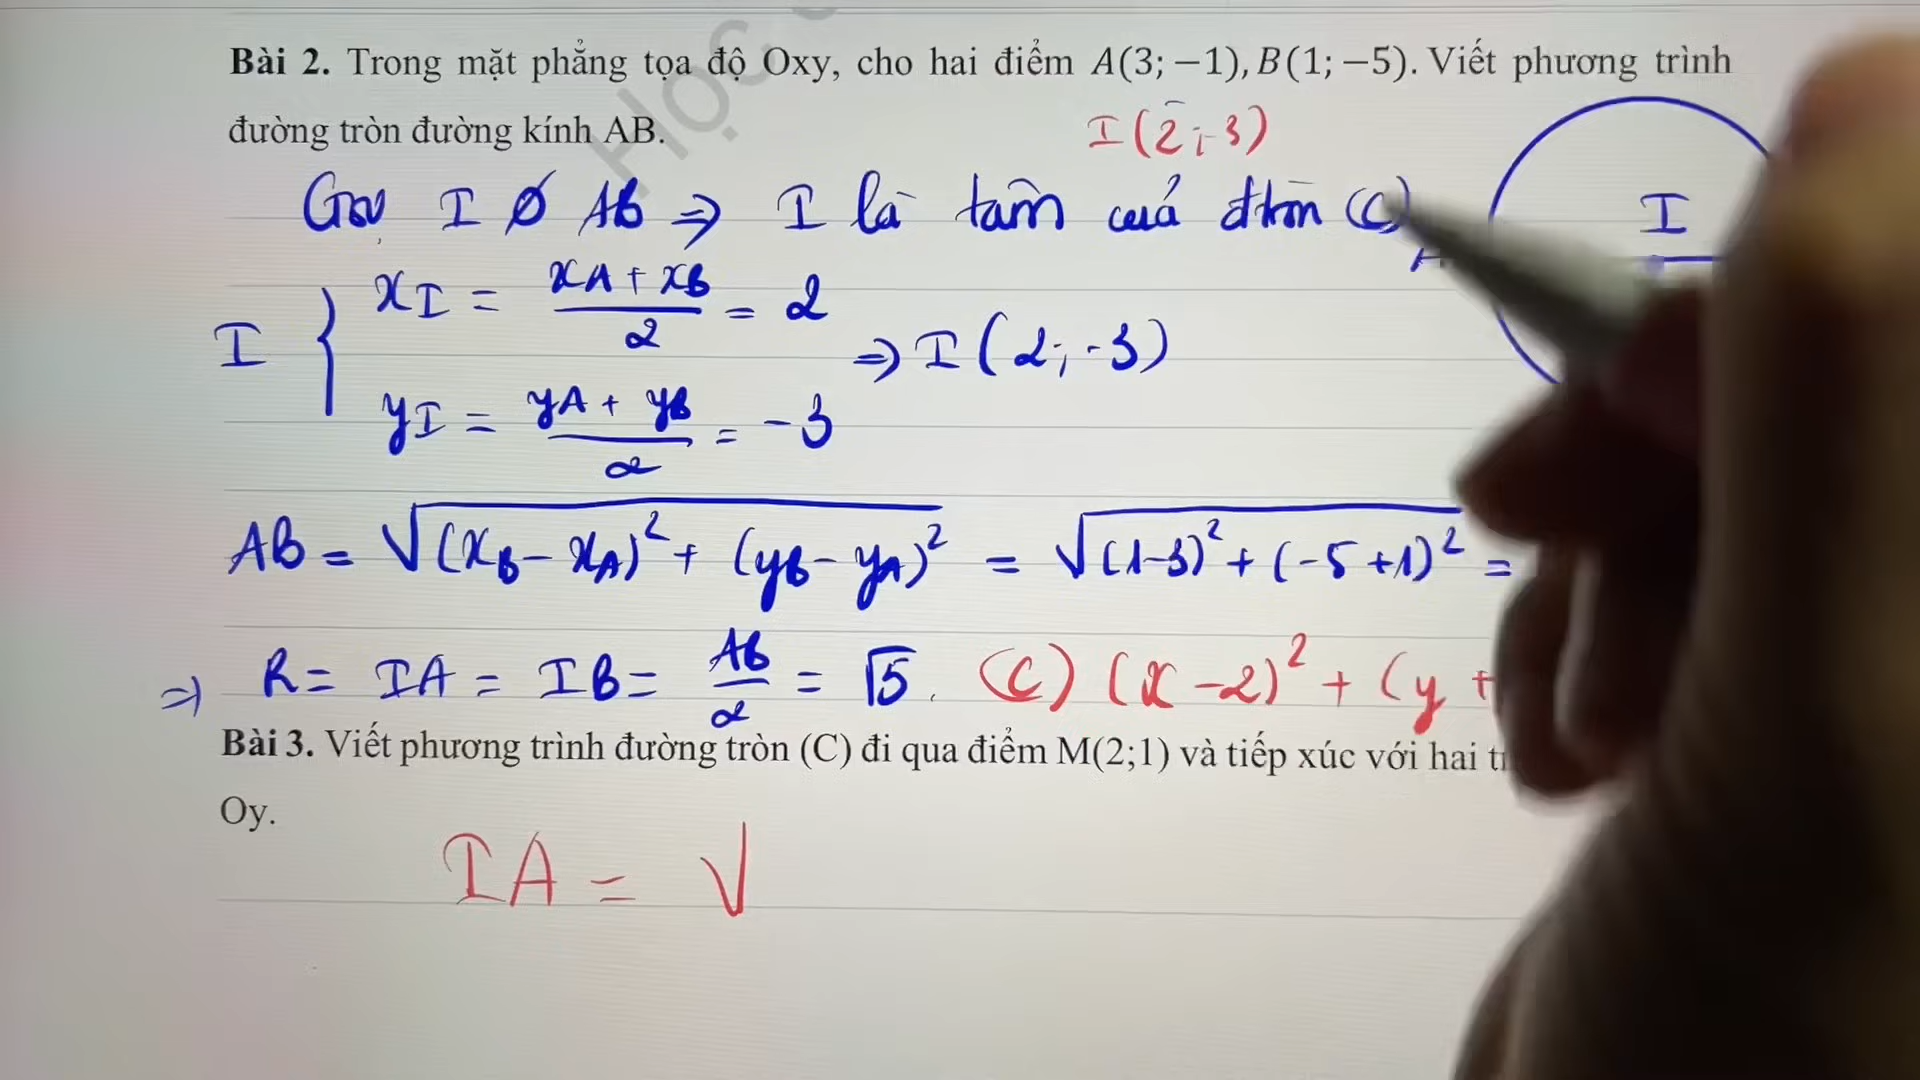 Bài 2. Trong mặt phẳng tọa độ Oxy, cho hai điểm A(3; −1), B(1; −5). Viết phương trình
đường tròn đường kính AB.
I(2; -3)
Gọi I Ø AB => I là tâm của đtròn (C)
I
xI = (xA + xB)/2 = 2
yI = (yA + yB)/2 = -3
=> I(2; -3)
I
AB = √((xB - xA)² + (yB - yA)²) = √((1-3)² + (-5+1)²) =
=> R = IA = IB = AB/2 = √5. (C) (x - 2)² + (y +
Bài 3. Viết phương trình đường tròn (C) đi qua điểm M(2;1) và tiếp xúc với hai
Oy.
IA = √
Học